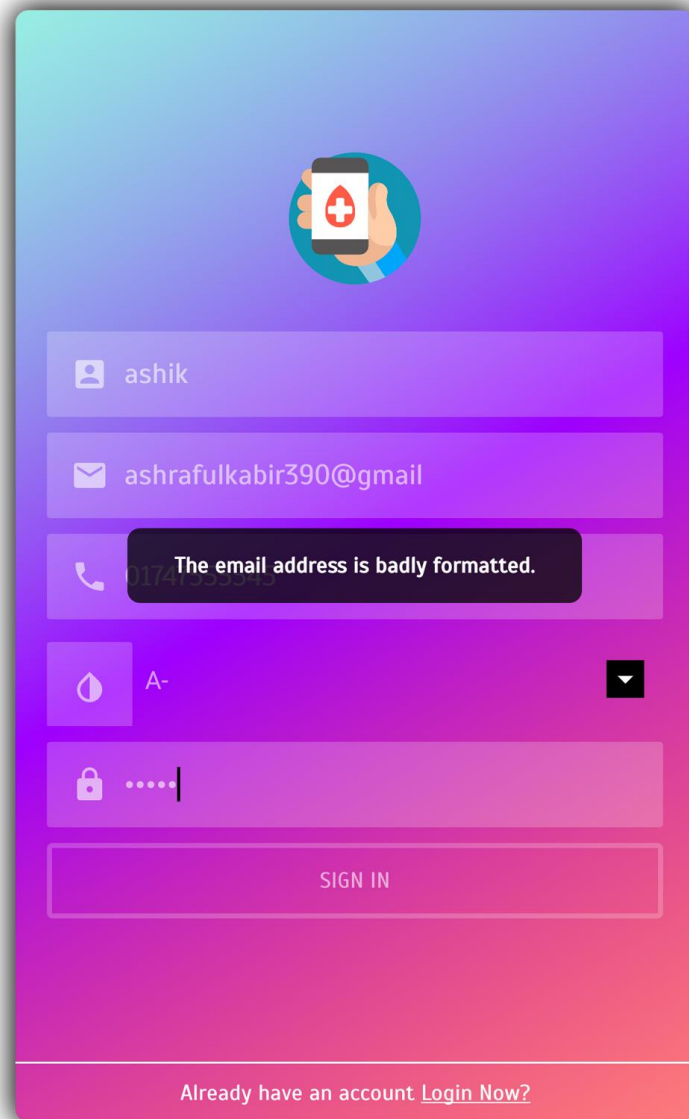 ashik
ashrafulkabir390@gmail
The email address is badly formatted.
A-
•••••
SIGN IN
Already have an account Login Now?